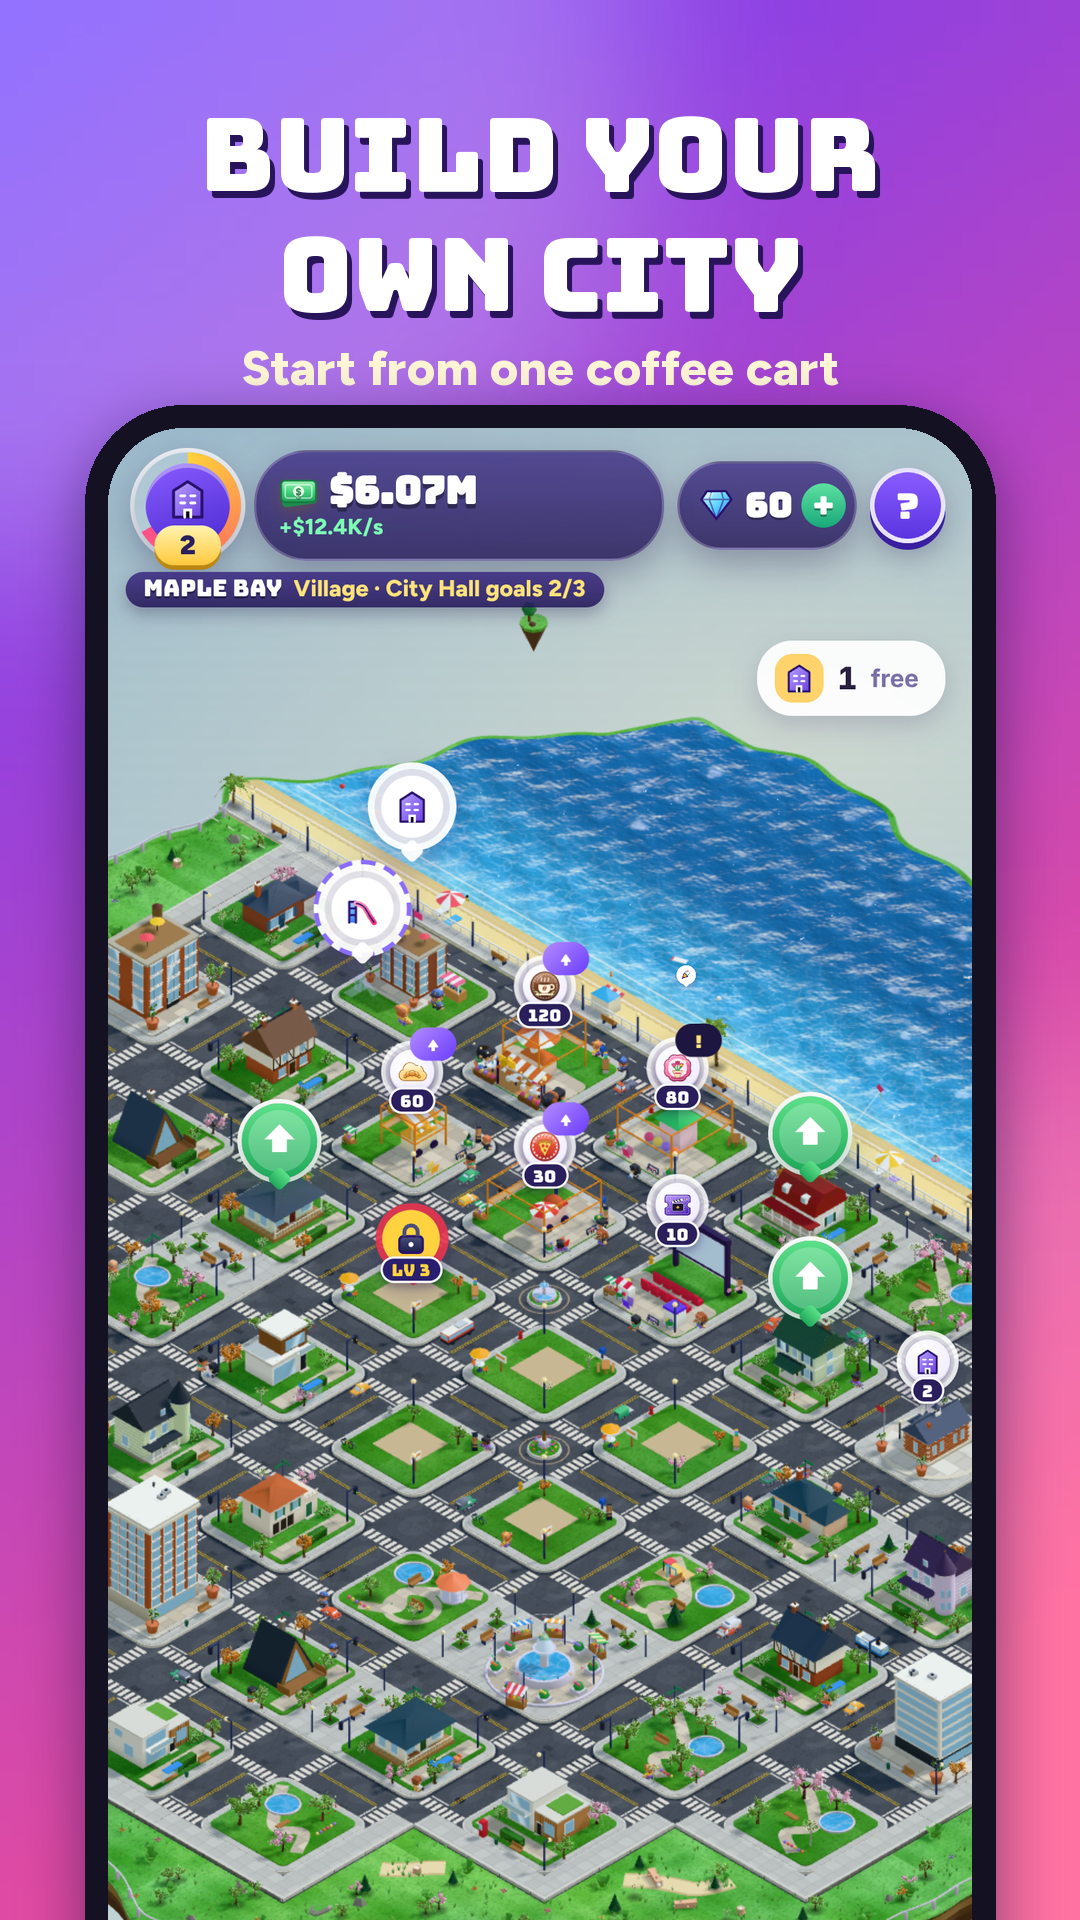 BUILD YOUR
OWN CITY
Start from one coffee cart
$6.07M
+$12.4K/s
60 +
?
2
MAPLE BAY Village · City Hall goals 2/3
1 free
120
!
60
80
30
10
LV 3
2